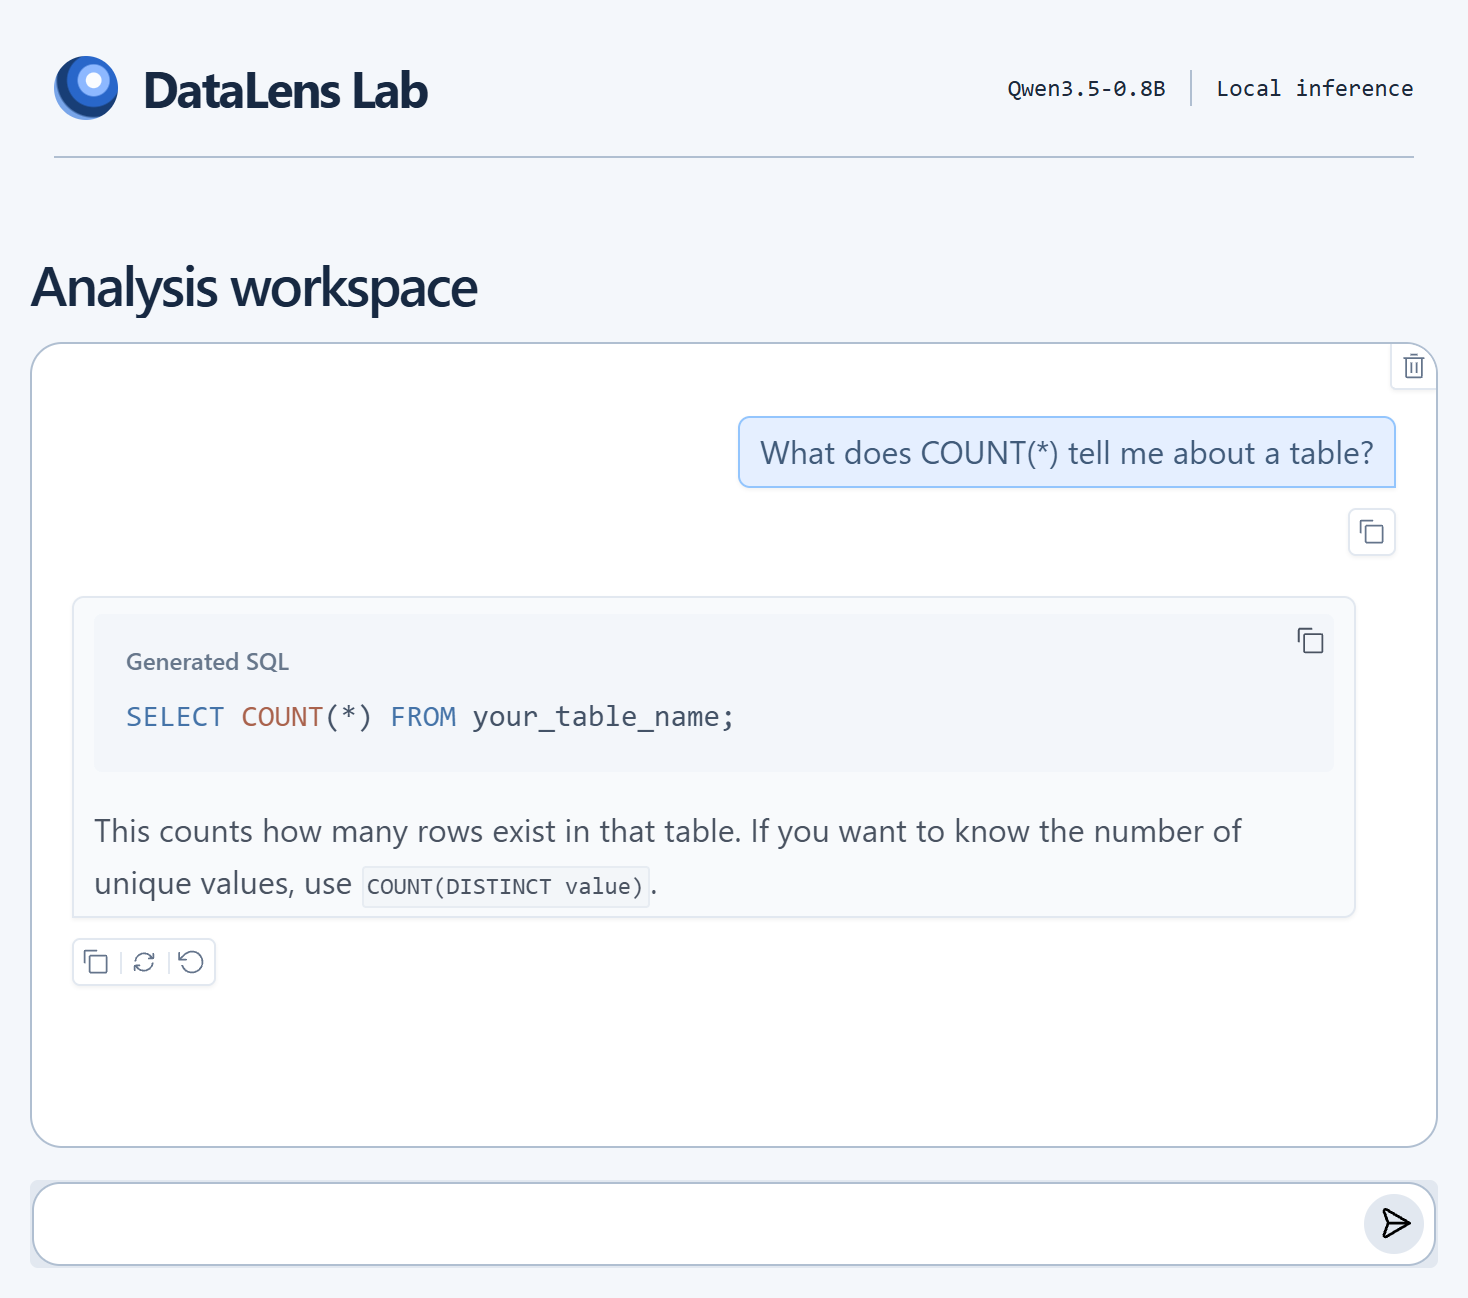 DataLens Lab
Qwen3.5-0.8B
Local inference
Analysis workspace
What does COUNT(*) tell me about a table?
Generated SQL
SELECT COUNT(*) FROM your_table_name;
This counts how many rows exist in that table. If you want to know the number of
unique values, use COUNT(DISTINCT value).